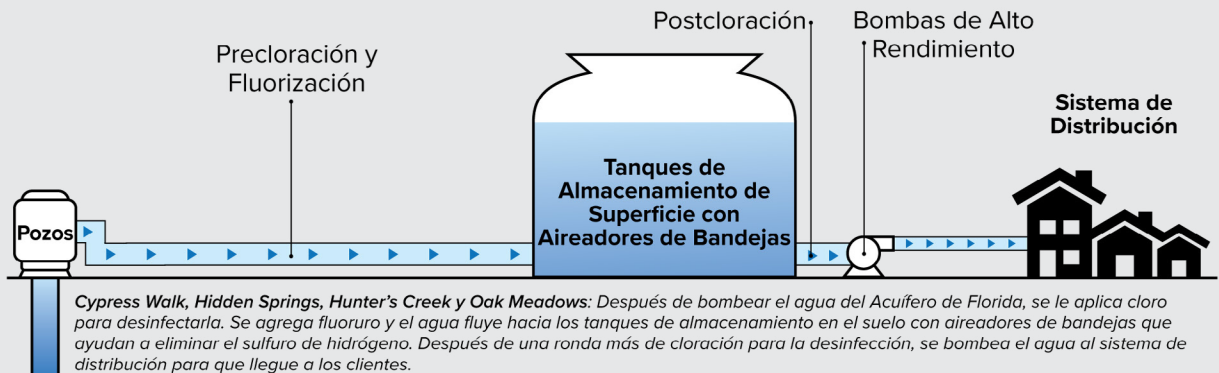 Postcloración
Bombas de Alto
Rendimiento
Precloración y
Fluorización
Sistema de
Distribución
Tanques de
Almacenamiento de
Superficie con
Aireadores de Bandejas
Pozos
Cypress Walk, Hidden Springs, Hunter’s Creek y Oak Meadows: Después de bombear el agua del Acuífero de Florida, se le aplica cloro
para desinfectarla. Se agrega fluoruro y el agua fluye hacia los tanques de almacenamiento en el suelo con aireadores de bandejas que
ayudan a eliminar el sulfuro de hidrógeno. Después de una ronda más de cloración para la desinfección, se bombea el agua al sistema de
distribución para que llegue a los clientes.